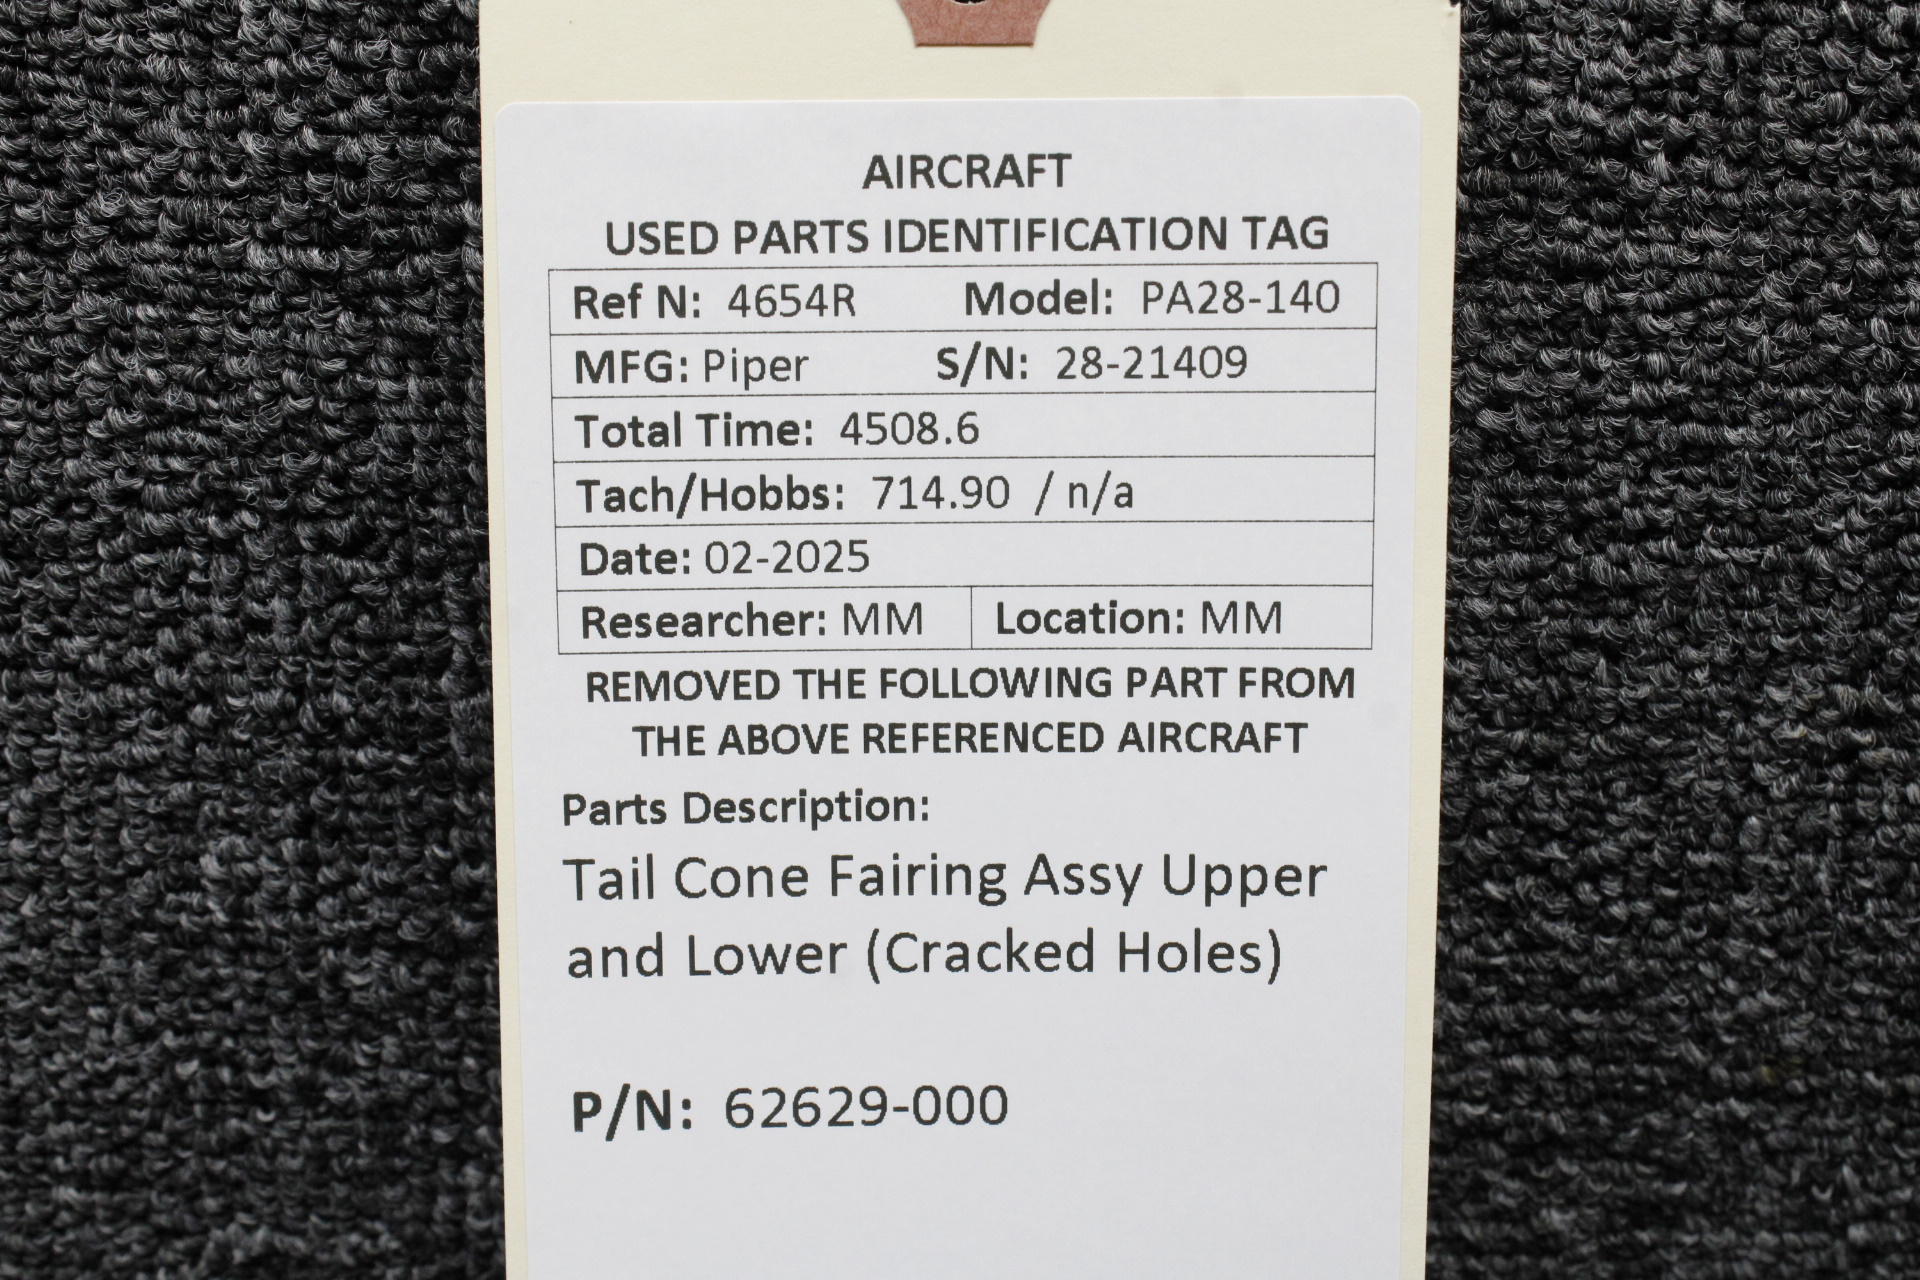 AIRCRAFT
USED PARTS IDENTIFICATION TAG
Ref N: 4654R Model: PA28-140
MFG: Piper S/N: 28-21409
Total Time: 4508.6
Tach/Hobbs: 714.90 / n/a
Date: 02-2025
Researcher: MM Location: MM
REMOVED THE FOLLOWING PART FROM
THE ABOVE REFERENCED AIRCRAFT
Parts Description:
Tail Cone Fairing Assy Upper
and Lower (Cracked Holes)
P/N: 62629-000